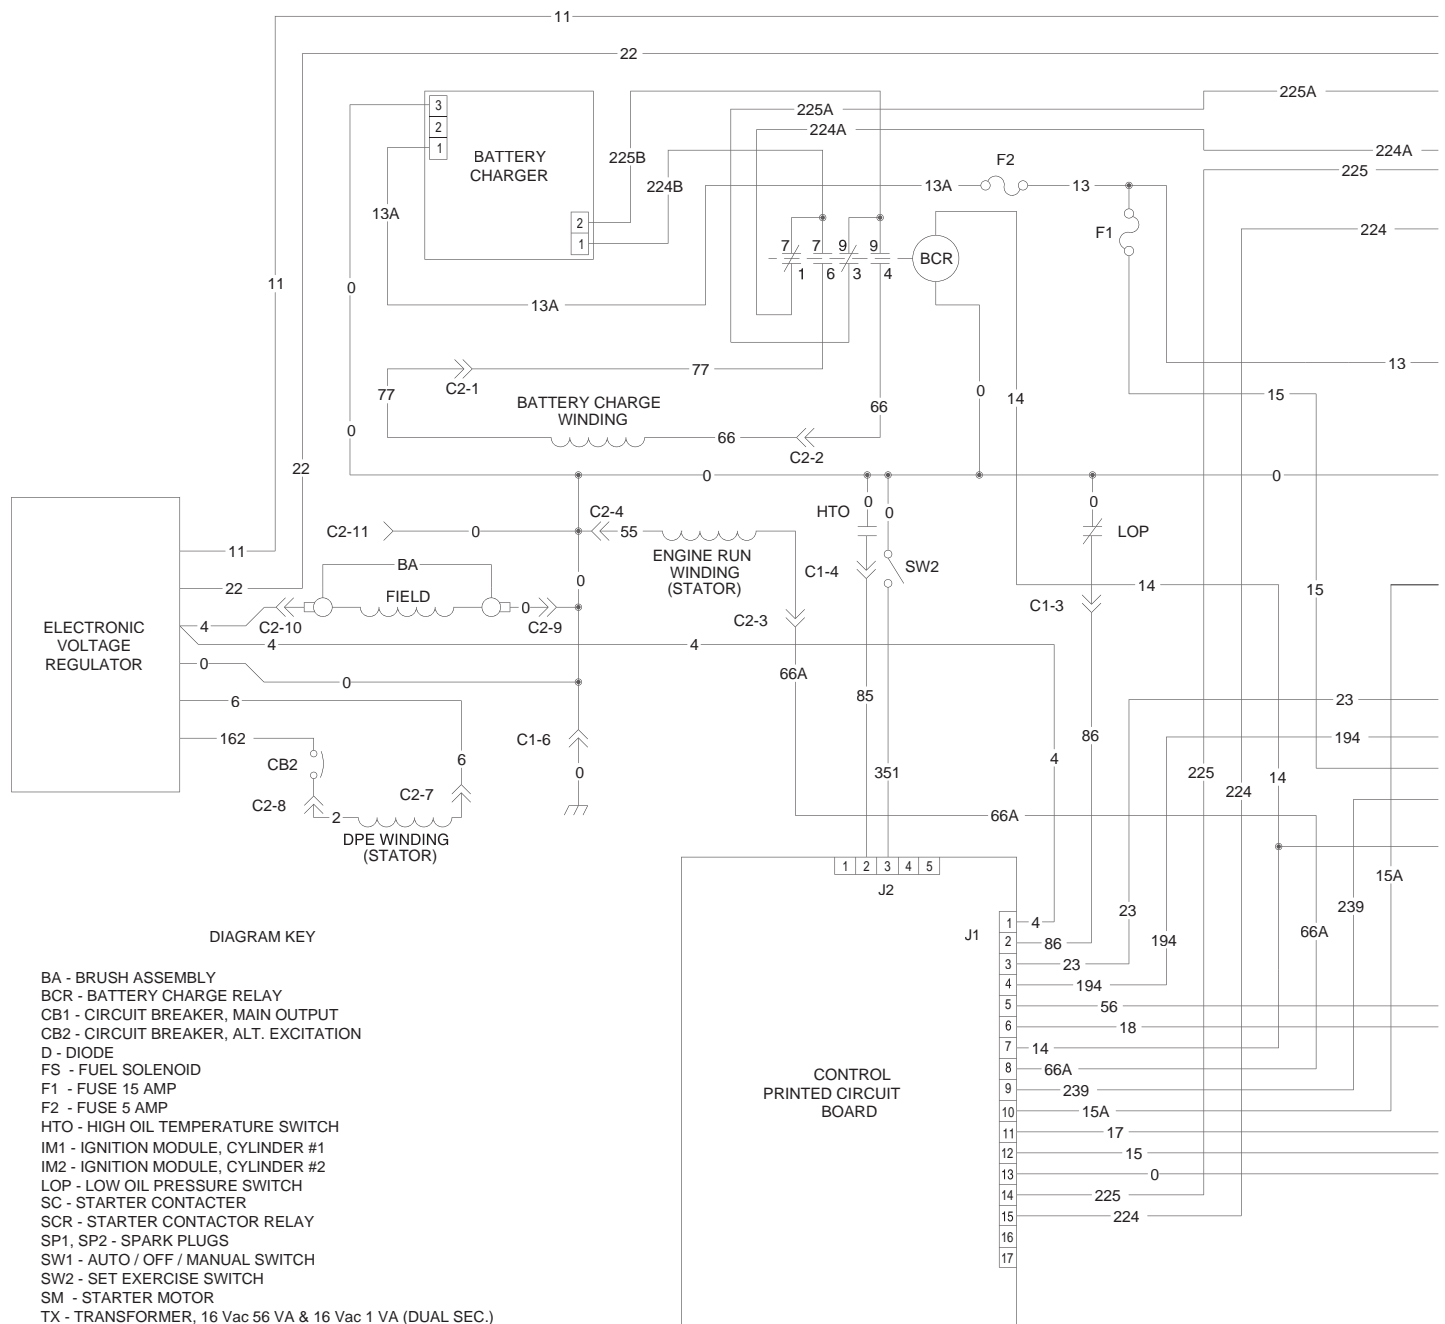 11
22
225A
225A
224A
3
2
1
BATTERY
CHARGER
225B
F2
224A
225
224B
13A
13
13A
2
1
F1
224
7
7
9
9
BCR
1
6
3
4
11
0
13A
77
C2-1
13
77
BATTERY CHARGE
WINDING
0
14
15
66
0
66
C2-2
22
0
0
HTO
0
0
0
C2-11
0
C2-4
55
LOP
11
BA
ENGINE RUN
WINDING
(STATOR)
C1-4
SW2
22
FIELD
0
14
15
4
C2-10
0
C2-9
C2-3
C1-3
ELECTRONIC
VOLTAGE
REGULATOR
4
4
0
0
66A
85
6
23
162
C1-6
86
194
CB2
6
0
351
4
225
14
C2-8
C2-7
224
2
66A
DPE WINDING
(STATOR)
1 2 3 4 5
J2
15A
23
239
66A
194
J1
1
4
2
86
3
23
4
194
5
56
6
18
7
14
8
66A
9
239
10
15A
11
17
12
15
13
0
14
225
15
224
16
17
CONTROL
PRINTED CIRCUIT
BOARD
DIAGRAM KEY
BA - BRUSH ASSEMBLY
BCR - BATTERY CHARGE RELAY
CB1 - CIRCUIT BREAKER, MAIN OUTPUT
CB2 - CIRCUIT BREAKER, ALT. EXCITATION
D - DIODE
FS - FUEL SOLENOID
F1 - FUSE 15 AMP
F2 - FUSE 5 AMP
HTO - HIGH OIL TEMPERATURE SWITCH
IM1 - IGNITION MODULE, CYLINDER #1
IM2 - IGNITION MODULE, CYLINDER #2
LOP - LOW OIL PRESSURE SWITCH
SC - STARTER CONTACTER
SCR - STARTER CONTACTOR RELAY
SP1, SP2 - SPARK PLUGS
SW1 - AUTO / OFF / MANUAL SWITCH
SW2 - SET EXERCISE SWITCH
SM - STARTER MOTOR
TX - TRANSFORMER, 16 Vac 56 VA & 16 Vac 1 VA (DUAL SEC.)